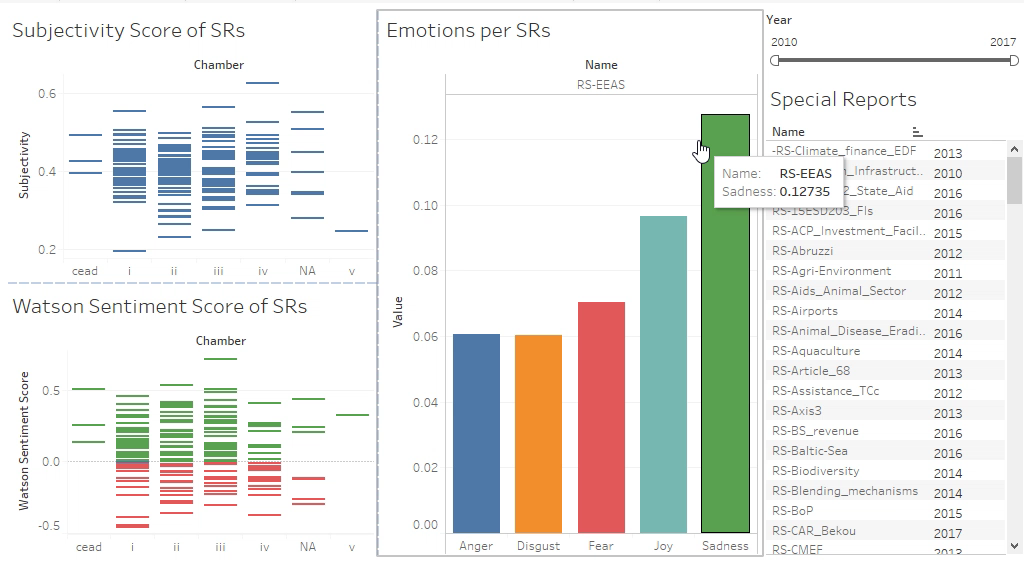 Subjectivity Score of SRs
Chamber
Subjectivity
0.6
0.4
0.2
cead i ii iii iv NA v
Watson Sentiment Score of SRs
Chamber
Watson Sentiment Score
0.5
0.0
-0.5
cead i ii iii iv NA v
Emotions per SRs
Name
RS-EEAS
Value
0.12
0.10
0.08
0.06
0.04
0.02
0.00
Anger Disgust Fear Joy Sadness
Name: RS-EEAS
Sadness: 0.12735
Year
2010 2017
Special Reports
Name
-RS-Climate_finance_EDF 2013
_Infrastruct.. 2010
2_State_Aid 2016
RS-15ESD203_FIs 2016
RS-ACP_Investment_Facil.. 2015
RS-Abruzzi 2012
RS-Agri-Environment 2011
RS-Aids_Animal_Sector 2012
RS-Airports 2014
RS-Animal_Disease_Eradi.. 2016
RS-Aquaculture 2014
RS-Article_68 2013
RS-Assistance_TCc 2012
RS-Axis3 2013
RS-BS_revenue 2016
RS-Baltic-Sea 2016
RS-Biodiversity 2014
RS-Blending_mechanisms 2014
RS-BoP 2015
RS-CAR_Bekou 2017
RS-CMEF 2013